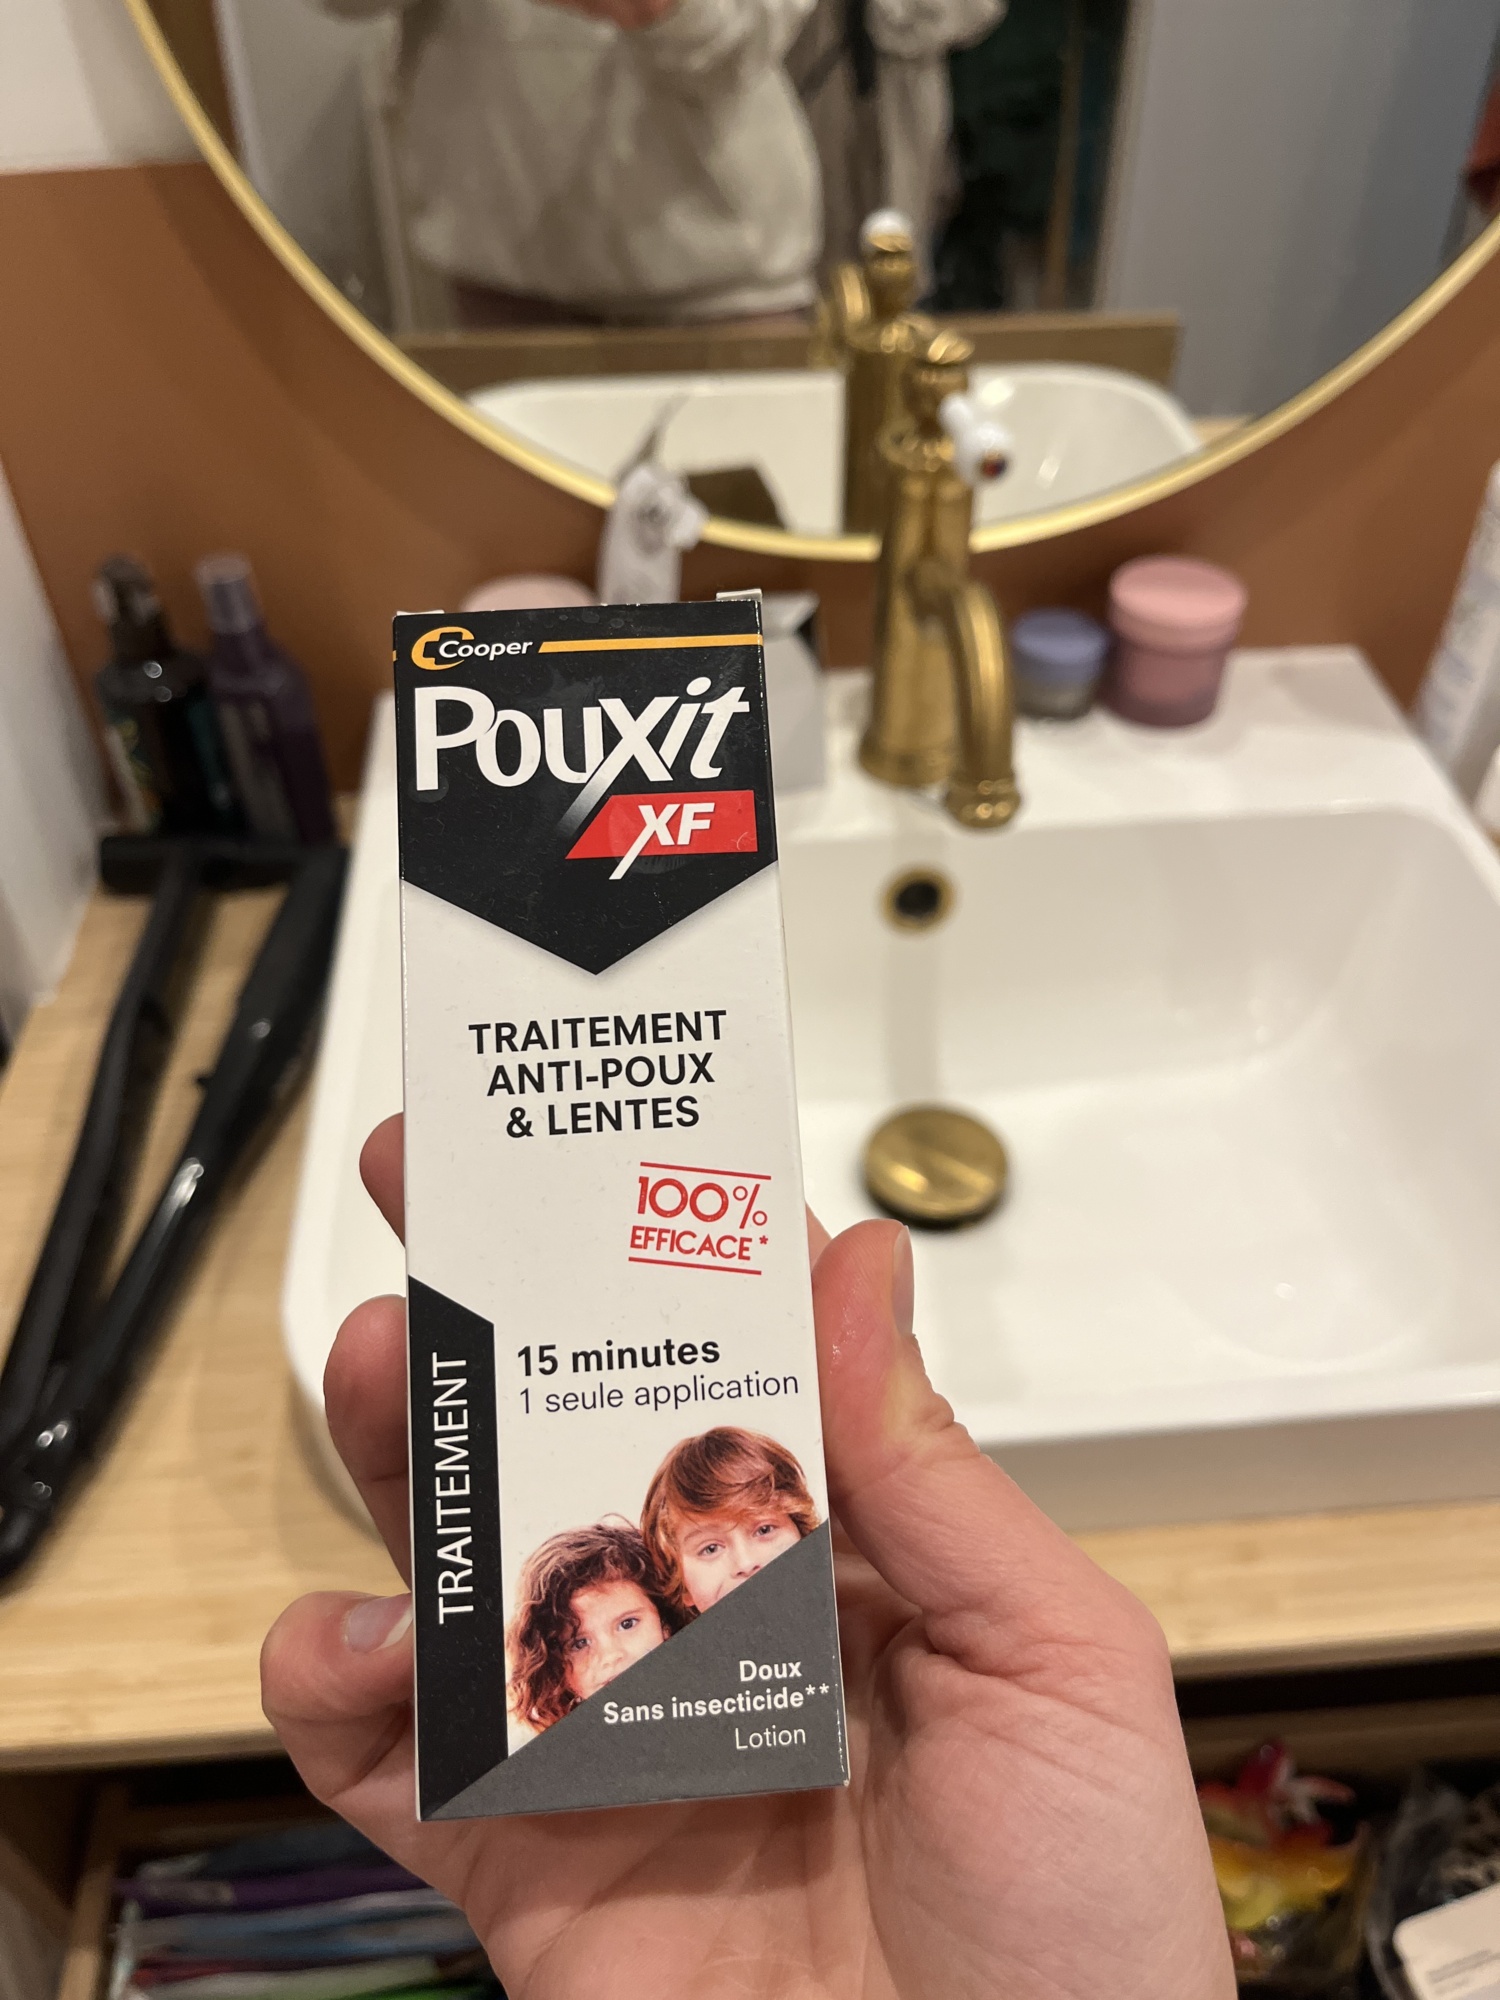 Cooper
Pouxit
XF
TRAITEMENT
ANTI-POUX
& LENTES
100%
EFFICACE*
15 minutes
1 seule application
TRAITEMENT
Doux
Sans insecticide**
Lotion